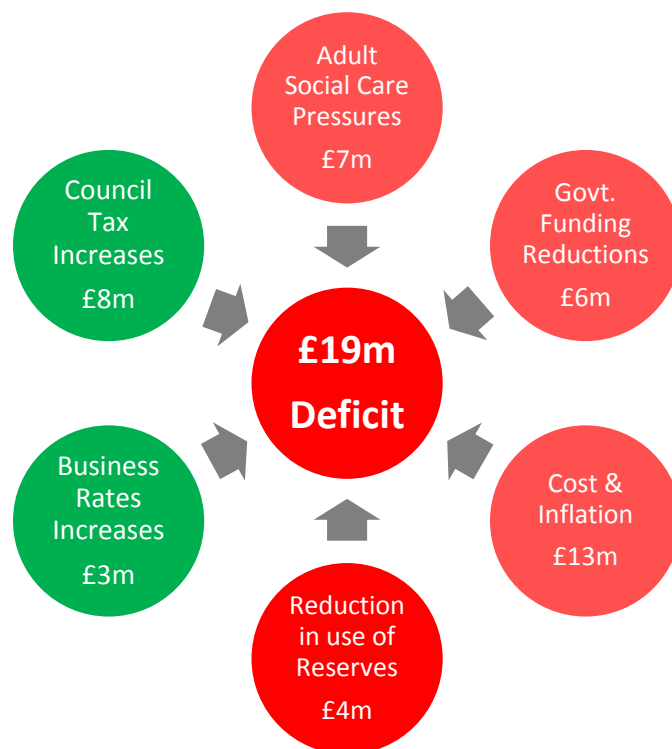 Adult
Social Care
Pressures
£7m
Govt.
Funding
Reductions
£6m
Cost &
Inflation
£13m
Reduction
in use of
Reserves
£4m
Business
Rates
Increases
£3m
Council
Tax
Increases
£8m
£19m
Deficit